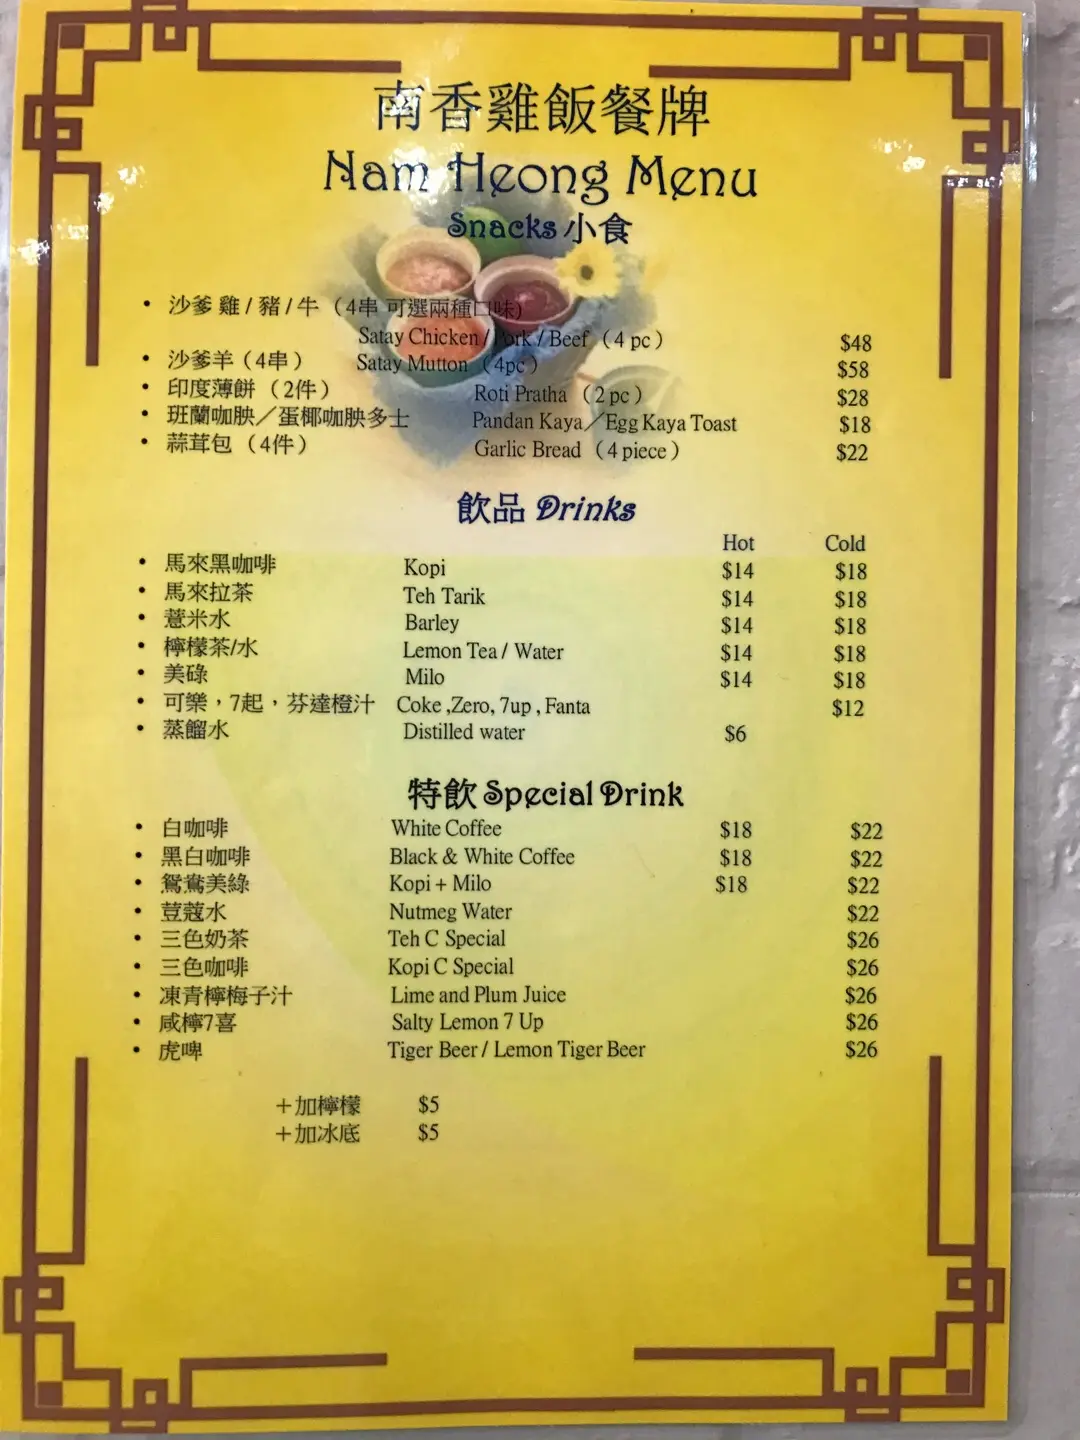 南香雞飯餐牌
Nam Heong Menu
Snacks 小食
• 沙爹 雞 / 豬 / 牛 （4串 可選兩種口味）
Satay Chicken / Pork / Beef （4 pc） $48
• 沙爹羊（4串） Satay Mutton （4pc） $58
• 印度薄餅 （2件） Roti Pratha （2 pc） $28
• 班蘭咖腍／蛋椰咖腍多士 Pandan Kaya／Egg Kaya Toast $18
• 蒜茸包 （4件） Garlic Bread （4 piece） $22
飲品 Drinks
Hot Cold
• 馬來黑咖啡 Kopi $14 $18
• 馬來拉茶 Teh Tarik $14 $18
• 薏米水 Barley $14 $18
• 檸檬茶/水 Lemon Tea / Water $14 $18
• 美碌 Milo $14 $18
• 可樂，7起，芬達橙汁 Coke ,Zero, 7up , Fanta $12
• 蒸餾水 Distilled water $6
特飲 Special Drink
• 白咖啡 White Coffee $18 $22
• 黑白咖啡 Black & White Coffee $18 $22
• 鴛鴦美綠 Kopi + Milo $18 $22
• 荳蔻水 Nutmeg Water $22
• 三色奶茶 Teh C Special $26
• 三色咖啡 Kopi C Special $26
• 凍青檸梅子汁 Lime and Plum Juice $26
• 咸檸7喜 Salty Lemon 7 Up $26
• 虎啤 Tiger Beer / Lemon Tiger Beer $26
＋加檸檬 $5
＋加冰底 $5